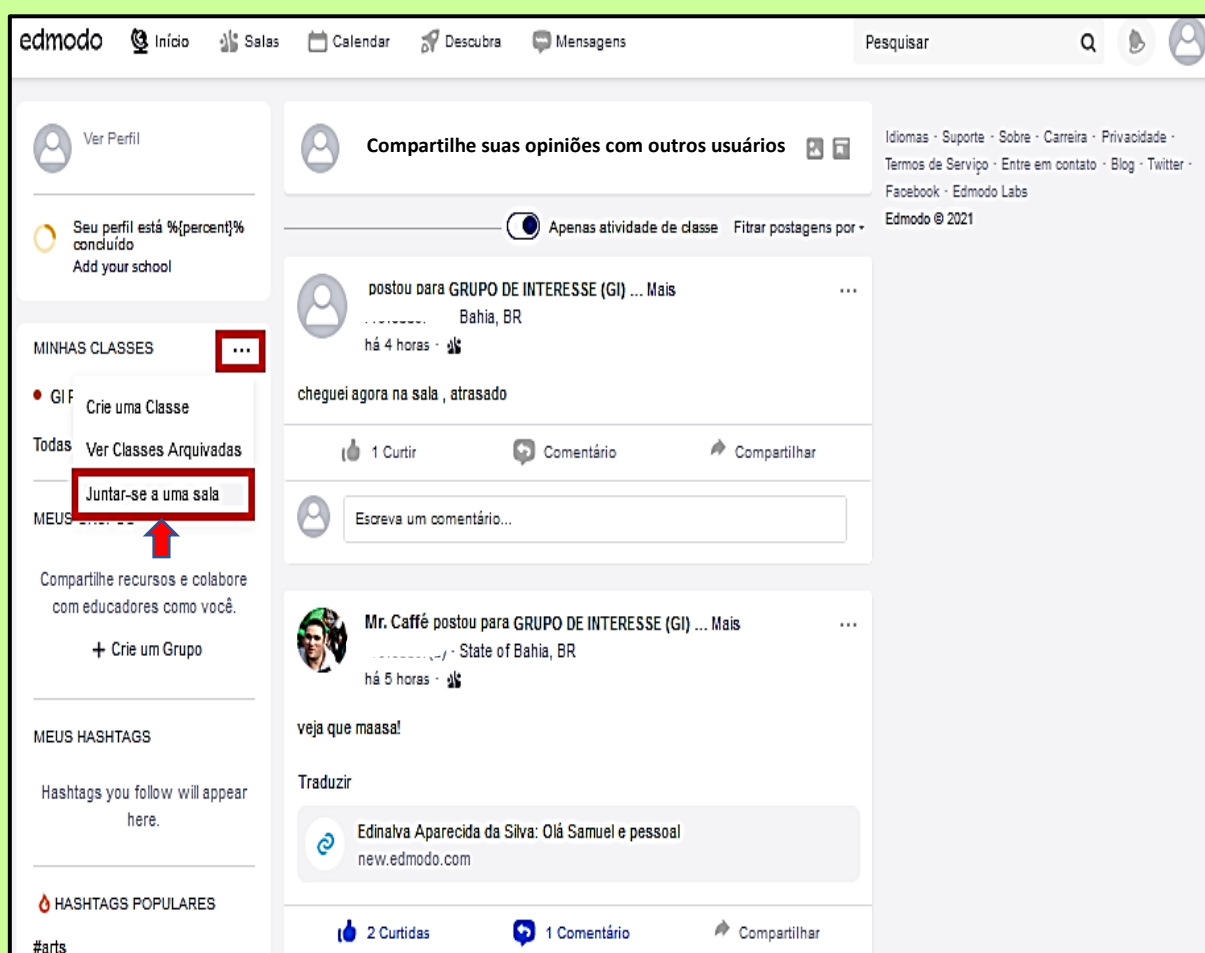 edmodo Início Salas Calendar Descubra Mensagens Pesquisar
Ver Perfil
Seu perfil está %{percent}%
concluído
Add your school
MINHAS CLASSES ...
GI
Crie uma Classe
Todas
Ver Classes Arquivadas
Juntar-se a uma sala
MEUS
Compartilhe recursos e colabore
com educadores como você.
+ Crie um Grupo
MEUS HASHTAGS
Hashtags you follow will appear
here.
HASHTAGS POPULARES
#arts
Compartilhe suas opiniões com outros usuários
Apenas atividade de classe Fitrar postagens por
postou para GRUPO DE INTERESSE (GI) ... Mais ...
Bahia, BR
há 4 horas ·
cheguei agora na sala , atrasado
1 Curtir Comentário Compartilhar
Escreva um comentário...
Mr. Caffé postou para GRUPO DE INTERESSE (GI) ... Mais ...
· State of Bahia, BR
há 5 horas ·
veja que maasa!
Traduzir
Edinalva Aparecida da Silva: Olá Samuel e pessoal
new.edmodo.com
2 Curtidas 1 Comentário Compartilhar
Idiomas · Suporte · Sobre · Carreira · Privacidade ·
Termos de Serviço · Entre em contato · Blog · Twitter ·
Facebook · Edmodo Labs
Edmodo © 2021